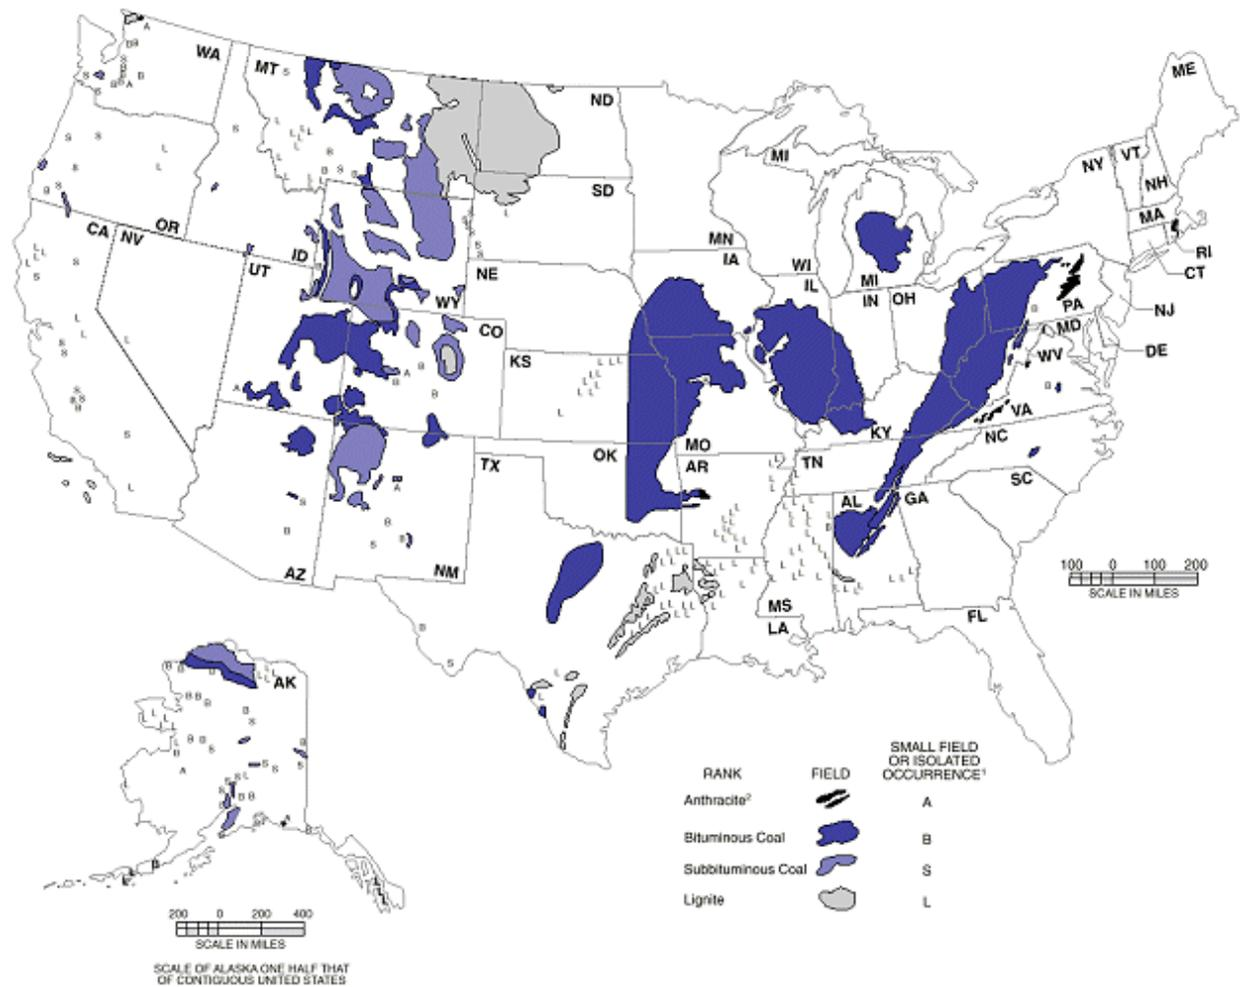 WA
MT
ND
ME
MI
NY
VT
NH
SD
MA
OR
CA
NV
ID
MN
RI
UT
IA
WI
CT
NE
MI
IL
WY
IN
OH
PA
NJ
CO
MD
DE
KS
WV
VA
KY
NC
MO
OK
TX
AR
TN
SC
AL
GA
AZ
NM
100 0 100 200
SCALE IN MILES
MS
FL
LA
AK
SMALL FIELD
OR ISOLATED
RANK FIELD OCCURRENCE¹
Anthracite² A
Bituminous Coal B
Subbituminous Coal S
Lignite L
200 0 200 400
SCALE IN MILES
SCALE OF ALASKA ONE HALF THAT
OF CONTIGUOUS UNITED STATES